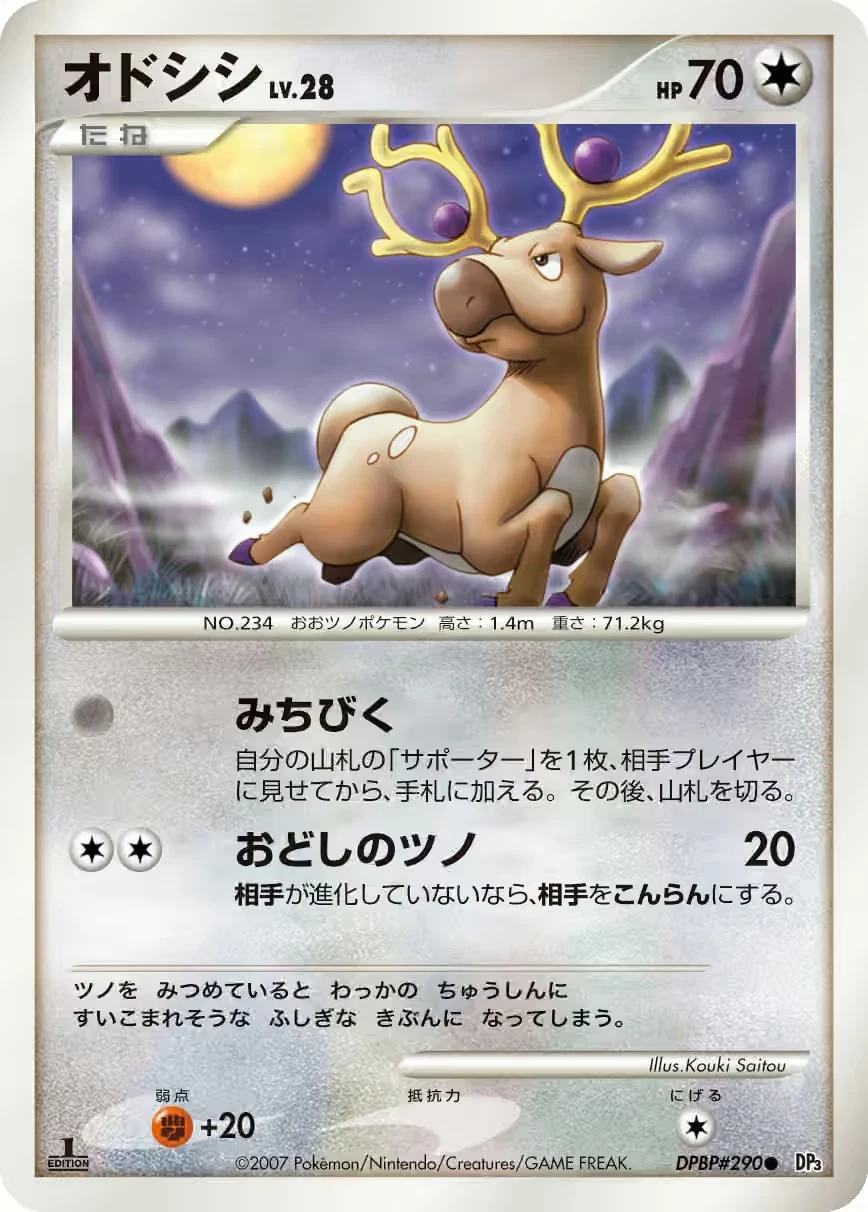 オドシシ LV.28
HP 70
たね
NO.234 おおツノポケモン 高さ：1.4m 重さ：71.2kg
みちびく
自分の山札の「サポーター」を1枚、相手プレイヤー
に見せてから、手札に加える。その後、山札を切る。
おどしのツノ 20
相手が進化していないなら、相手をこんらんにする。
ツノを みつめていると わっかの ちゅうしんに
すいこまれそうな ふしぎな きぶんに なってしまう。
Illus.Kouki Saitou
弱点 抵抗力 にげる
+20
1 EDITION
©2007 Pokémon/Nintendo/Creatures/GAME FREAK.
DPBP#290● DP3